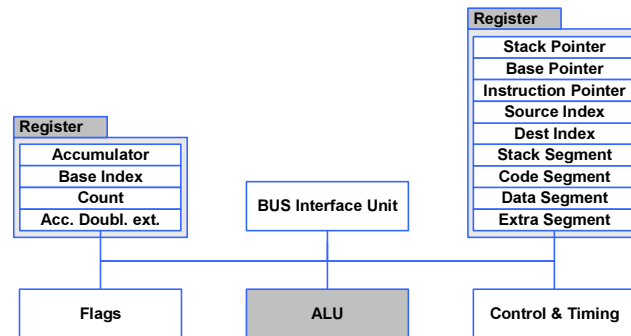 Register
Stack Pointer
Base Pointer
Instruction Pointer
Source Index
Dest Index
Stack Segment
Code Segment
Data Segment
Extra Segment
Register
Accumulator
Base Index
Count
Acc. Doubl. ext.
BUS Interface Unit
Flags
ALU
Control & Timing